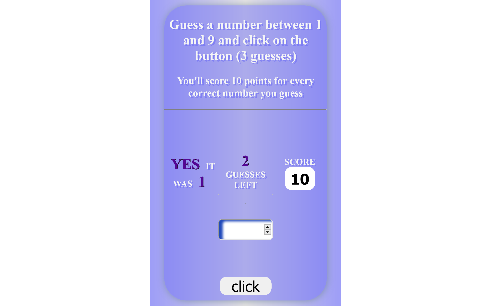 Guess a number between 1
and 9 and click on the
button (3 guesses)
You'll score 10 points for every
correct number you guess
YES IT
WAS 1
2
GUESSES
LEFT
SCORE
10
click